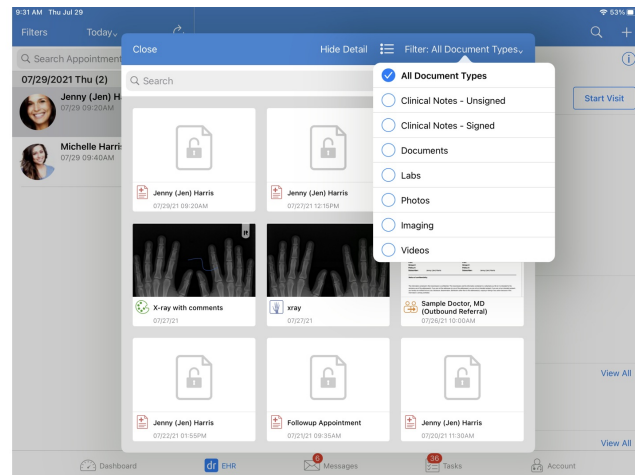 9:31 AM Thu Jul 29
53%
Filters
Today
Search Appointment
07/29/2021 Thu (2)
Jenny (Jen) H
07/29 09:20AM
Michelle Harri
07/29 09:40AM
Start Visit
Close
Hide Detail
Filter: All Document Types
Search
All Document Types
Clinical Notes - Unsigned
Clinical Notes - Signed
Documents
Labs
Photos
Imaging
Videos
Jenny (Jen) Harris
07/29/21 09:20AM
Jenny (Jen) Harris
07/27/21 12:15PM
X-ray with comments
07/27/21
xray
07/27/21
Sample Doctor, MD
(Outbound Referral)
07/26/21 10:00AM
Jenny (Jen) Harris
07/22/21 01:55PM
Followup Appointment
07/21/21 09:35AM
Jenny (Jen) Harris
07/20/21 11:30AM
View All
View All
Dashboard
dr EHR
6
Messages
36
Tasks
Account